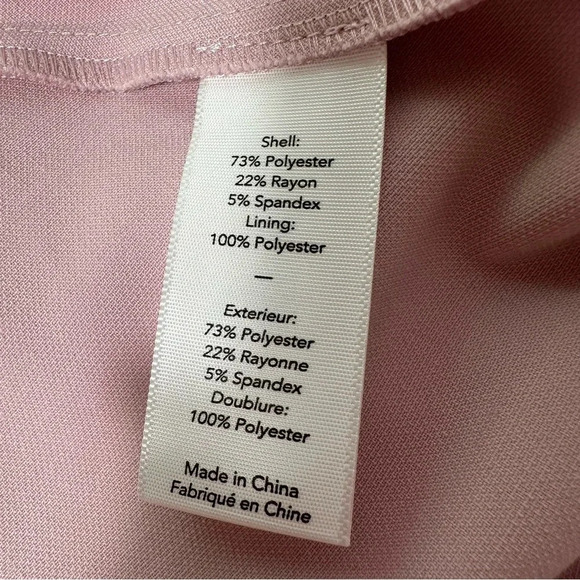 Shell:
73% Polyester
22% Rayon
5% Spandex
Lining:
100% Polyester
—
Exterieur:
73% Polyester
22% Rayonne
5% Spandex
Doublure:
100% Polyester
Made in China
Fabriqué en Chine